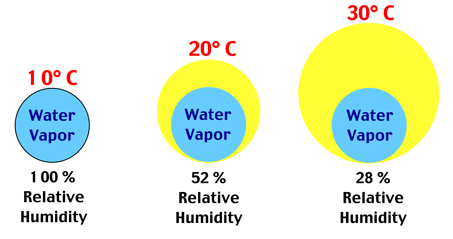 10° C
Water
Vapor
100 %
Relative
Humidity
20° C
Water
Vapor
52 %
Relative
Humidity
30° C
Water
Vapor
28 %
Relative
Humidity